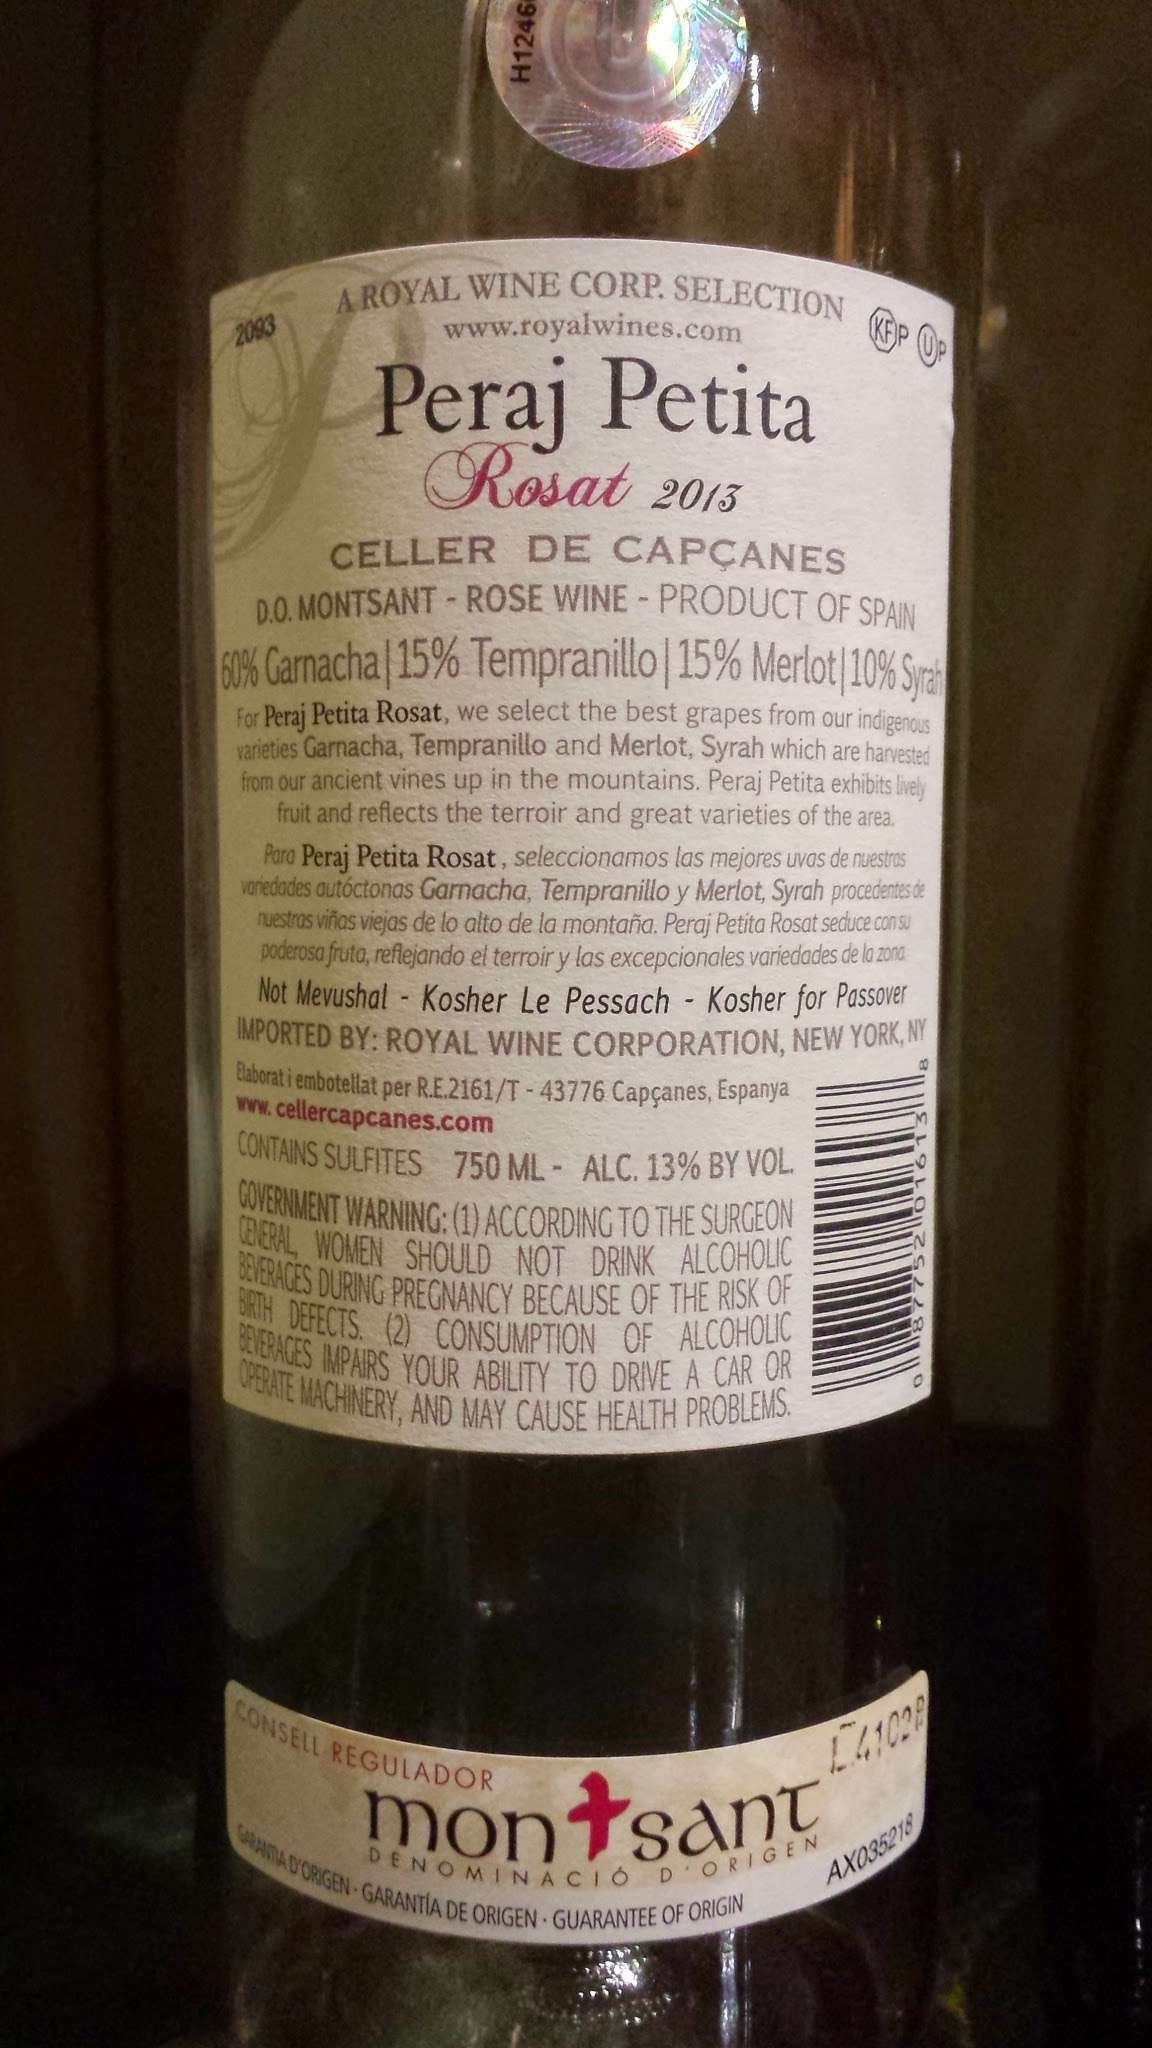 H1246
A ROYAL WINE CORP. SELECTION
www.royalwines.com
2093
KF P U P
Peraj Petita
Rosat 2013
CELLER DE CAPÇANES
D.O. MONTSANT - ROSE WINE - PRODUCT OF SPAIN
60% Garnacha|15% Tempranillo|15% Merlot|10% Syrah
For Peraj Petita Rosat, we select the best grapes from our indigenous
varieties Garnacha, Tempranillo and Merlot, Syrah which are harvested
from our ancient vines up in the mountains. Peraj Petita exhibits lively
fruit and reflects the terroir and great varieties of the area.
Para Peraj Petita Rosat, seleccionamos las mejores uvas de nuestras
variedades autóctonas Garnacha, Tempranillo y Merlot, Syrah procedentes de
nuestras viñas viejas de lo alto de la montaña. Peraj Petita Rosat seduce con su
poderosa fruta, reflejando el terroir y las excepcionales variedades de la zona.
Not Mevushal - Kosher Le Pessach - Kosher for Passover
IMPORTED BY: ROYAL WINE CORPORATION, NEW YORK, NY
Elaborat i embotellat per R.E.2161/T - 43776 Capçanes, Espanya
www.cellercapcanes.com
CONTAINS SULFITES 750 ML - ALC. 13% BY VOL.
GOVERNMENT WARNING: (1) ACCORDING TO THE SURGEON
GENERAL, WOMEN SHOULD NOT DRINK ALCOHOLIC
BEVERAGES DURING PREGNANCY BECAUSE OF THE RISK OF
BIRTH DEFECTS. (2) CONSUMPTION OF ALCOHOLIC
BEVERAGES IMPAIRS YOUR ABILITY TO DRIVE A CAR OR
OPERATE MACHINERY, AND MAY CAUSE HEALTH PROBLEMS.
0 87752 01613 8
CONSELL REGULADOR
montsant
DENOMINACIÓ D'ORIGEN
GARANTIA D'ORIGEN · GARANTÍA DE ORIGEN · GUARANTEE OF ORIGIN
AX035218